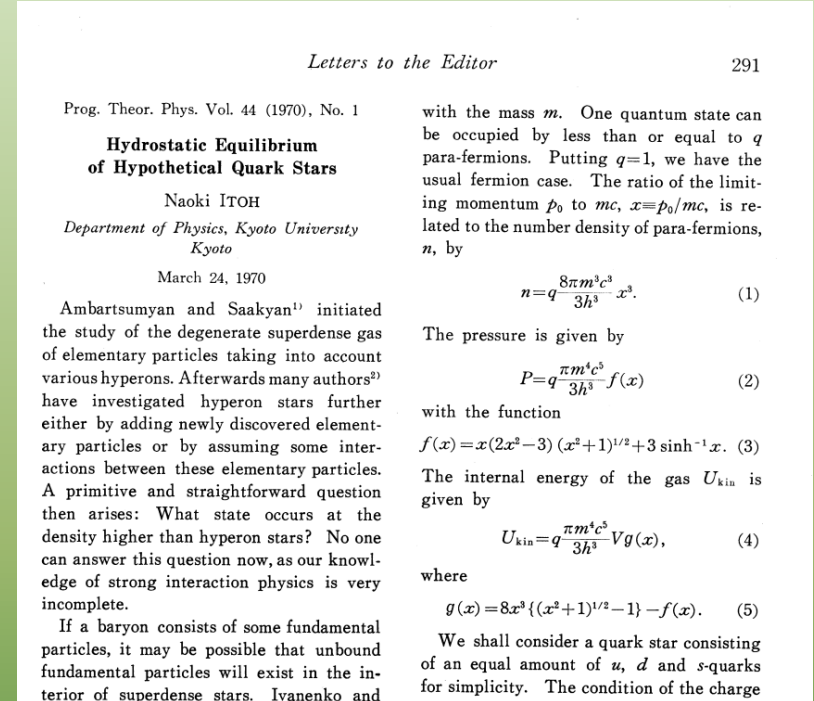 Letters to the Editor
291
Prog. Theor. Phys. Vol. 44 (1970), No. 1
Hydrostatic Equilibrium
of Hypothetical Quark Stars
Naoki ITOH
Department of Physics, Kyoto University
Kyoto
March 24, 1970
Ambartsumyan and Saakyan¹⁾ initiated
the study of the degenerate superdense gas
of elementary particles taking into account
various hyperons. Afterwards many authors²⁾
have investigated hyperon stars further
either by adding newly discovered element-
ary particles or by assuming some inter-
actions between these elementary particles.
A primitive and straightforward question
then arises: What state occurs at the
density higher than hyperon stars? No one
can answer this question now, as our knowl-
edge of strong interaction physics is very
incomplete.
If a baryon consists of some fundamental
particles, it may be possible that unbound
fundamental particles will exist in the in-
terior of superdense stars. Ivanenko and
with the mass m. One quantum state can
be occupied by less than or equal to q
para-fermions. Putting q=1, we have the
usual fermion case. The ratio of the limit-
ing momentum p₀ to mc, x≡p₀/mc, is re-
lated to the number density of para-fermions,
n, by
n=q 8πm³c³/3h³ x³. (1)
The pressure is given by
P=q πm⁴c⁵/3h³ f(x) (2)
with the function
f(x)=x(2x²−3)(x²+1)¹/²+3 sinh⁻¹x. (3)
The internal energy of the gas Ukin is
given by
Ukin=q πm⁴c⁵/3h³ Vg(x), (4)
where
g(x)=8x³{(x²+1)¹/²−1}−f(x). (5)
We shall consider a quark star consisting
of an equal amount of u, d and s-quarks
for simplicity. The condition of the charge